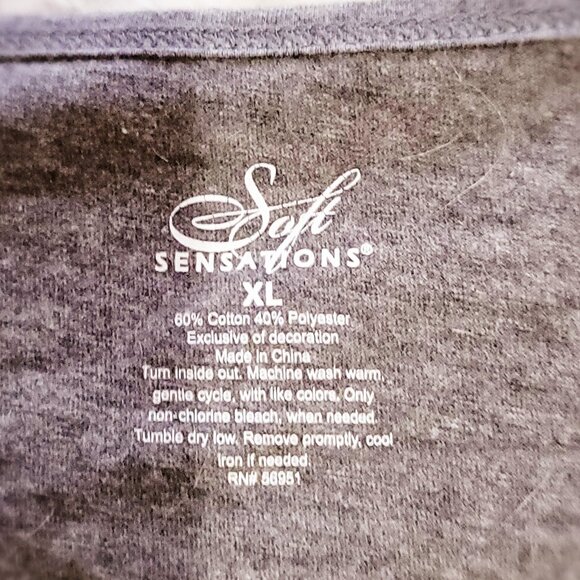 Soft
SENSATIONS®
XL
60% Cotton 40% Polyester
Exclusive of decoration
Made in China
Turn inside out. Machine wash warm,
gentle cycle, with like colors. Only
non-chlorine bleach, when needed.
Tumble dry low. Remove promptly, cool
iron if needed.
RN# 56951